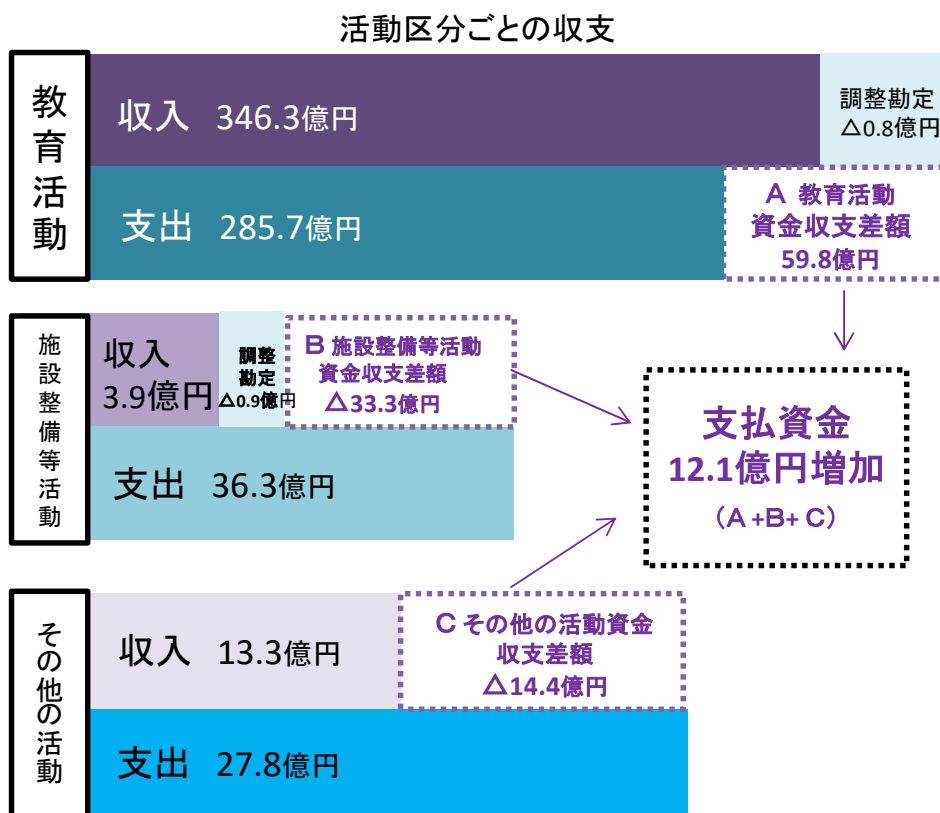 活動区分ごとの収支
教育活動
収入 346.3億円
調整勘定
△0.8億円
支出 285.7億円
A 教育活動
資金収支差額
59.8億円
施設整備等活動
収入
3.9億円
調整
勘定
△0.9億円
B 施設整備等活動
資金収支差額
△33.3億円
支出 36.3億円
支払資金
12.1億円増加
（A+B+C）
その他の活動
収入 13.3億円
C その他の活動資金
収支差額
△14.4億円
支出 27.8億円